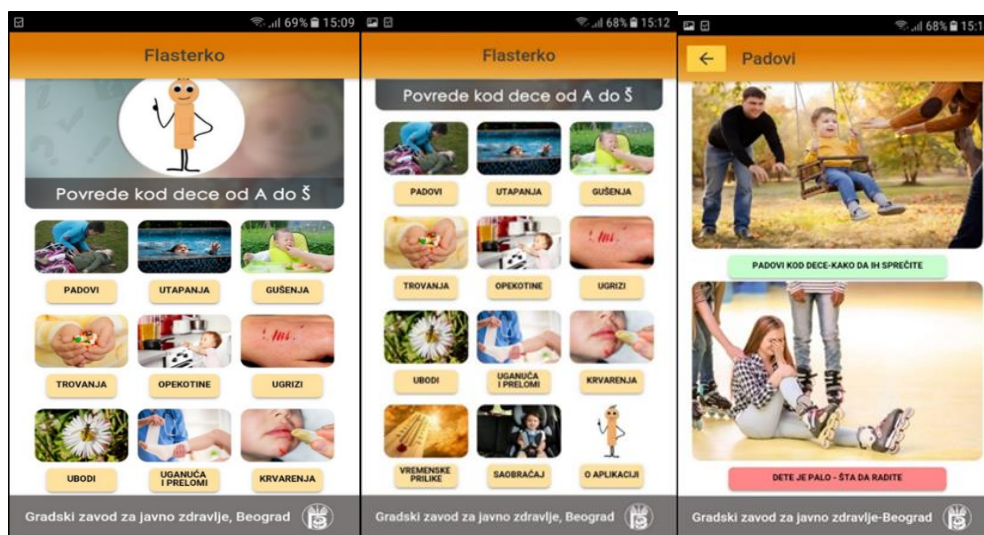 69% 15:09
Flasterko
Povrede kod dece od A do Š
PADOVI
UTAPANJA
GUŠENJA
TROVANJA
OPEKOTINE
UGRIZI
UBODI
UGANUĆA
I PRELOMI
KRVARENJA
Gradski zavod za javno zdravlje, Beograd
68% 15:12
Flasterko
Povrede kod dece od A do Š
PADOVI
UTAPANJA
GUŠENJA
TROVANJA
OPEKOTINE
UGRIZI
UBODI
UGANUĆA
I PRELOMI
KRVARENJA
VREMENSKE
PRILIKE
SAOBRAĆAJ
O APLIKACIJI
Gradski zavod za javno zdravlje, Beograd
68% 15:1
Padovi
PADOVI KOD DECE-KAKO DA IH SPREČITE
DETE JE PALO - ŠTA DA RADITE
Gradski zavod za javno zdravlje-Beograd